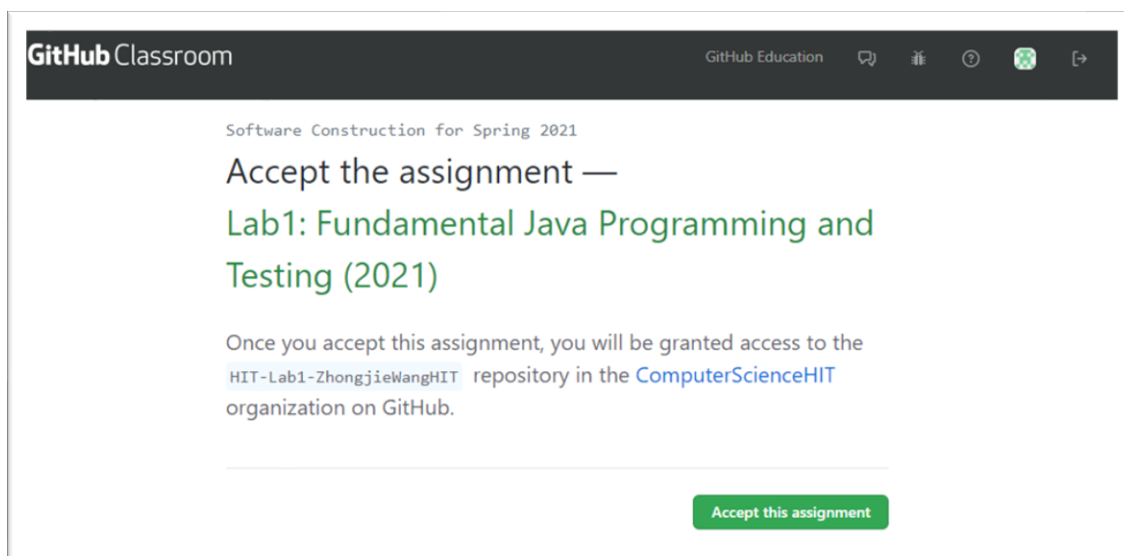 GitHub Classroom
GitHub Education
Software Construction for Spring 2021
Accept the assignment —
Lab1: Fundamental Java Programming and
Testing (2021)
Once you accept this assignment, you will be granted access to the
HIT-Lab1-ZhongjieWangHIT repository in the ComputerScienceHIT
organization on GitHub.
Accept this assignment